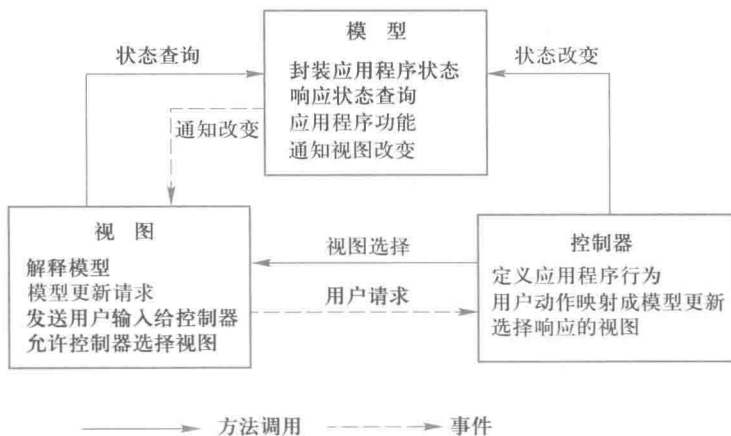 模 型
封装应用程序状态
响应状态查询
应用程序功能
通知视图改变
状态查询
状态改变
通知改变
视 图
解释模型
模型更新请求
发送用户输入给控制器
允许控制器选择视图
视图选择
用户请求
控制器
定义应用程序行为
用户动作映射成模型更新
选择响应的视图
方法调用
事件